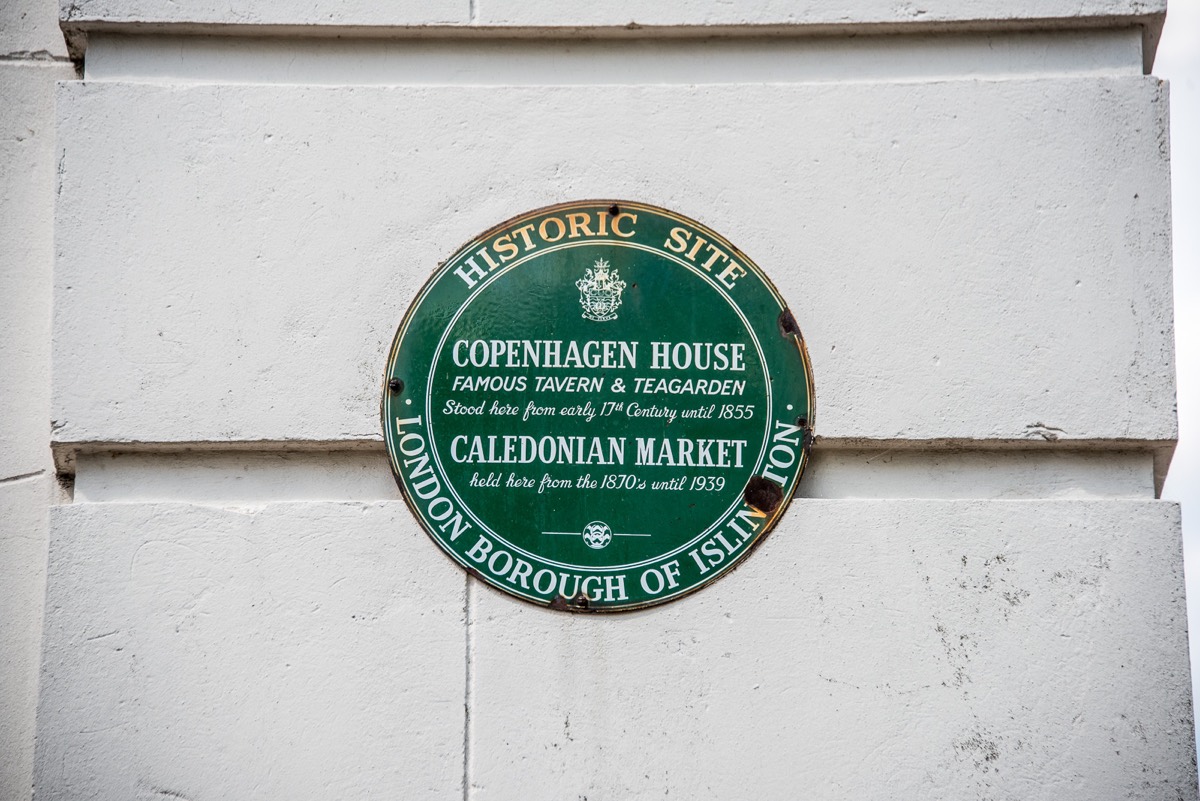 HISTORIC SITE
COPENHAGEN HOUSE
FAMOUS TAVERN & TEAGARDEN
Stood here from early 17th Century until 1855
CALEDONIAN MARKET
held here from the 1870's until 1939
· LONDON BOROUGH OF ISLINGTON ·